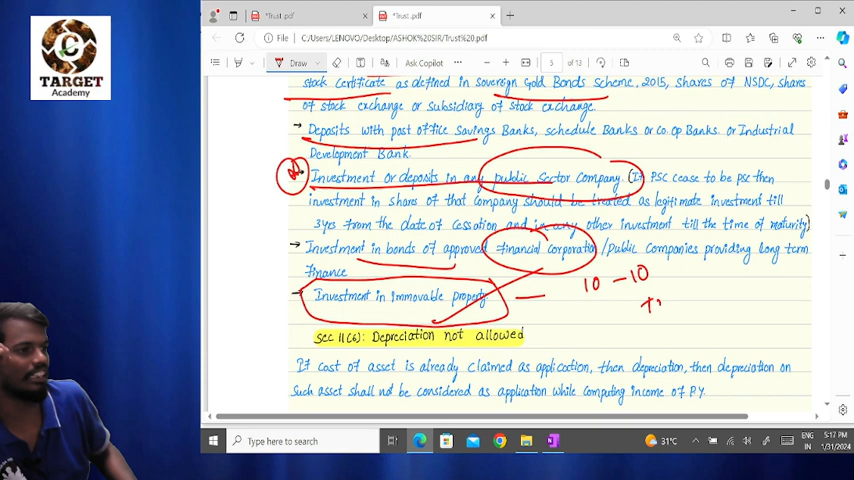 *Trust.pdf
*Trust .pdf
File
C:/Users/LENOVO/Desktop/ASHOK%20SIR/Trust%20.pdf
Draw
Ask Copilot
5 of 13
TARGET
Academy
stock certificate as defined in Sovereign Gold Bonds Scheme, 2015, shares of NSDC, shares
of stock exchange or subsidiary of stock exchange
→ Deposits with post office Savings Banks, schedule Banks or Co.op Banks or Industrial
Development Bank.
Investment or deposits in any public Sector Company (If PSC cease to be psc then
investment in shares of that Company should be treated as legitimate investment till
3yrs from the date of Cessation and in any other investment till the time of maturity)
→ Investment in bonds of approved Financial Corporatio /Public Companies providing long term
finance
→ Investment in immovable property — 10 - 10
Sec 11(6): Depreciation not allowed
If cost of asset is already claimed as application, then depreciation, then depreciation on
such asset shall not be considered as application while computing income of P.Y.
Type here to search
31°C
ENG
IN
5:17 PM
1/31/2024